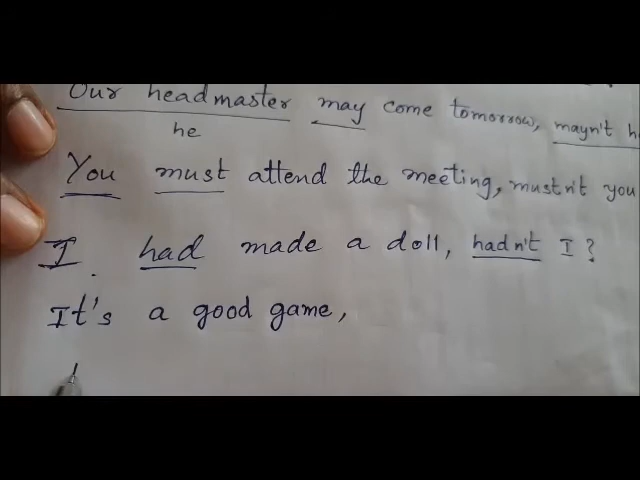 Our headmaster may come tomorrow, mayn't
he
You must attend the meeting, mustn't you
I had made a doll, hadn't I?
It's a good game,